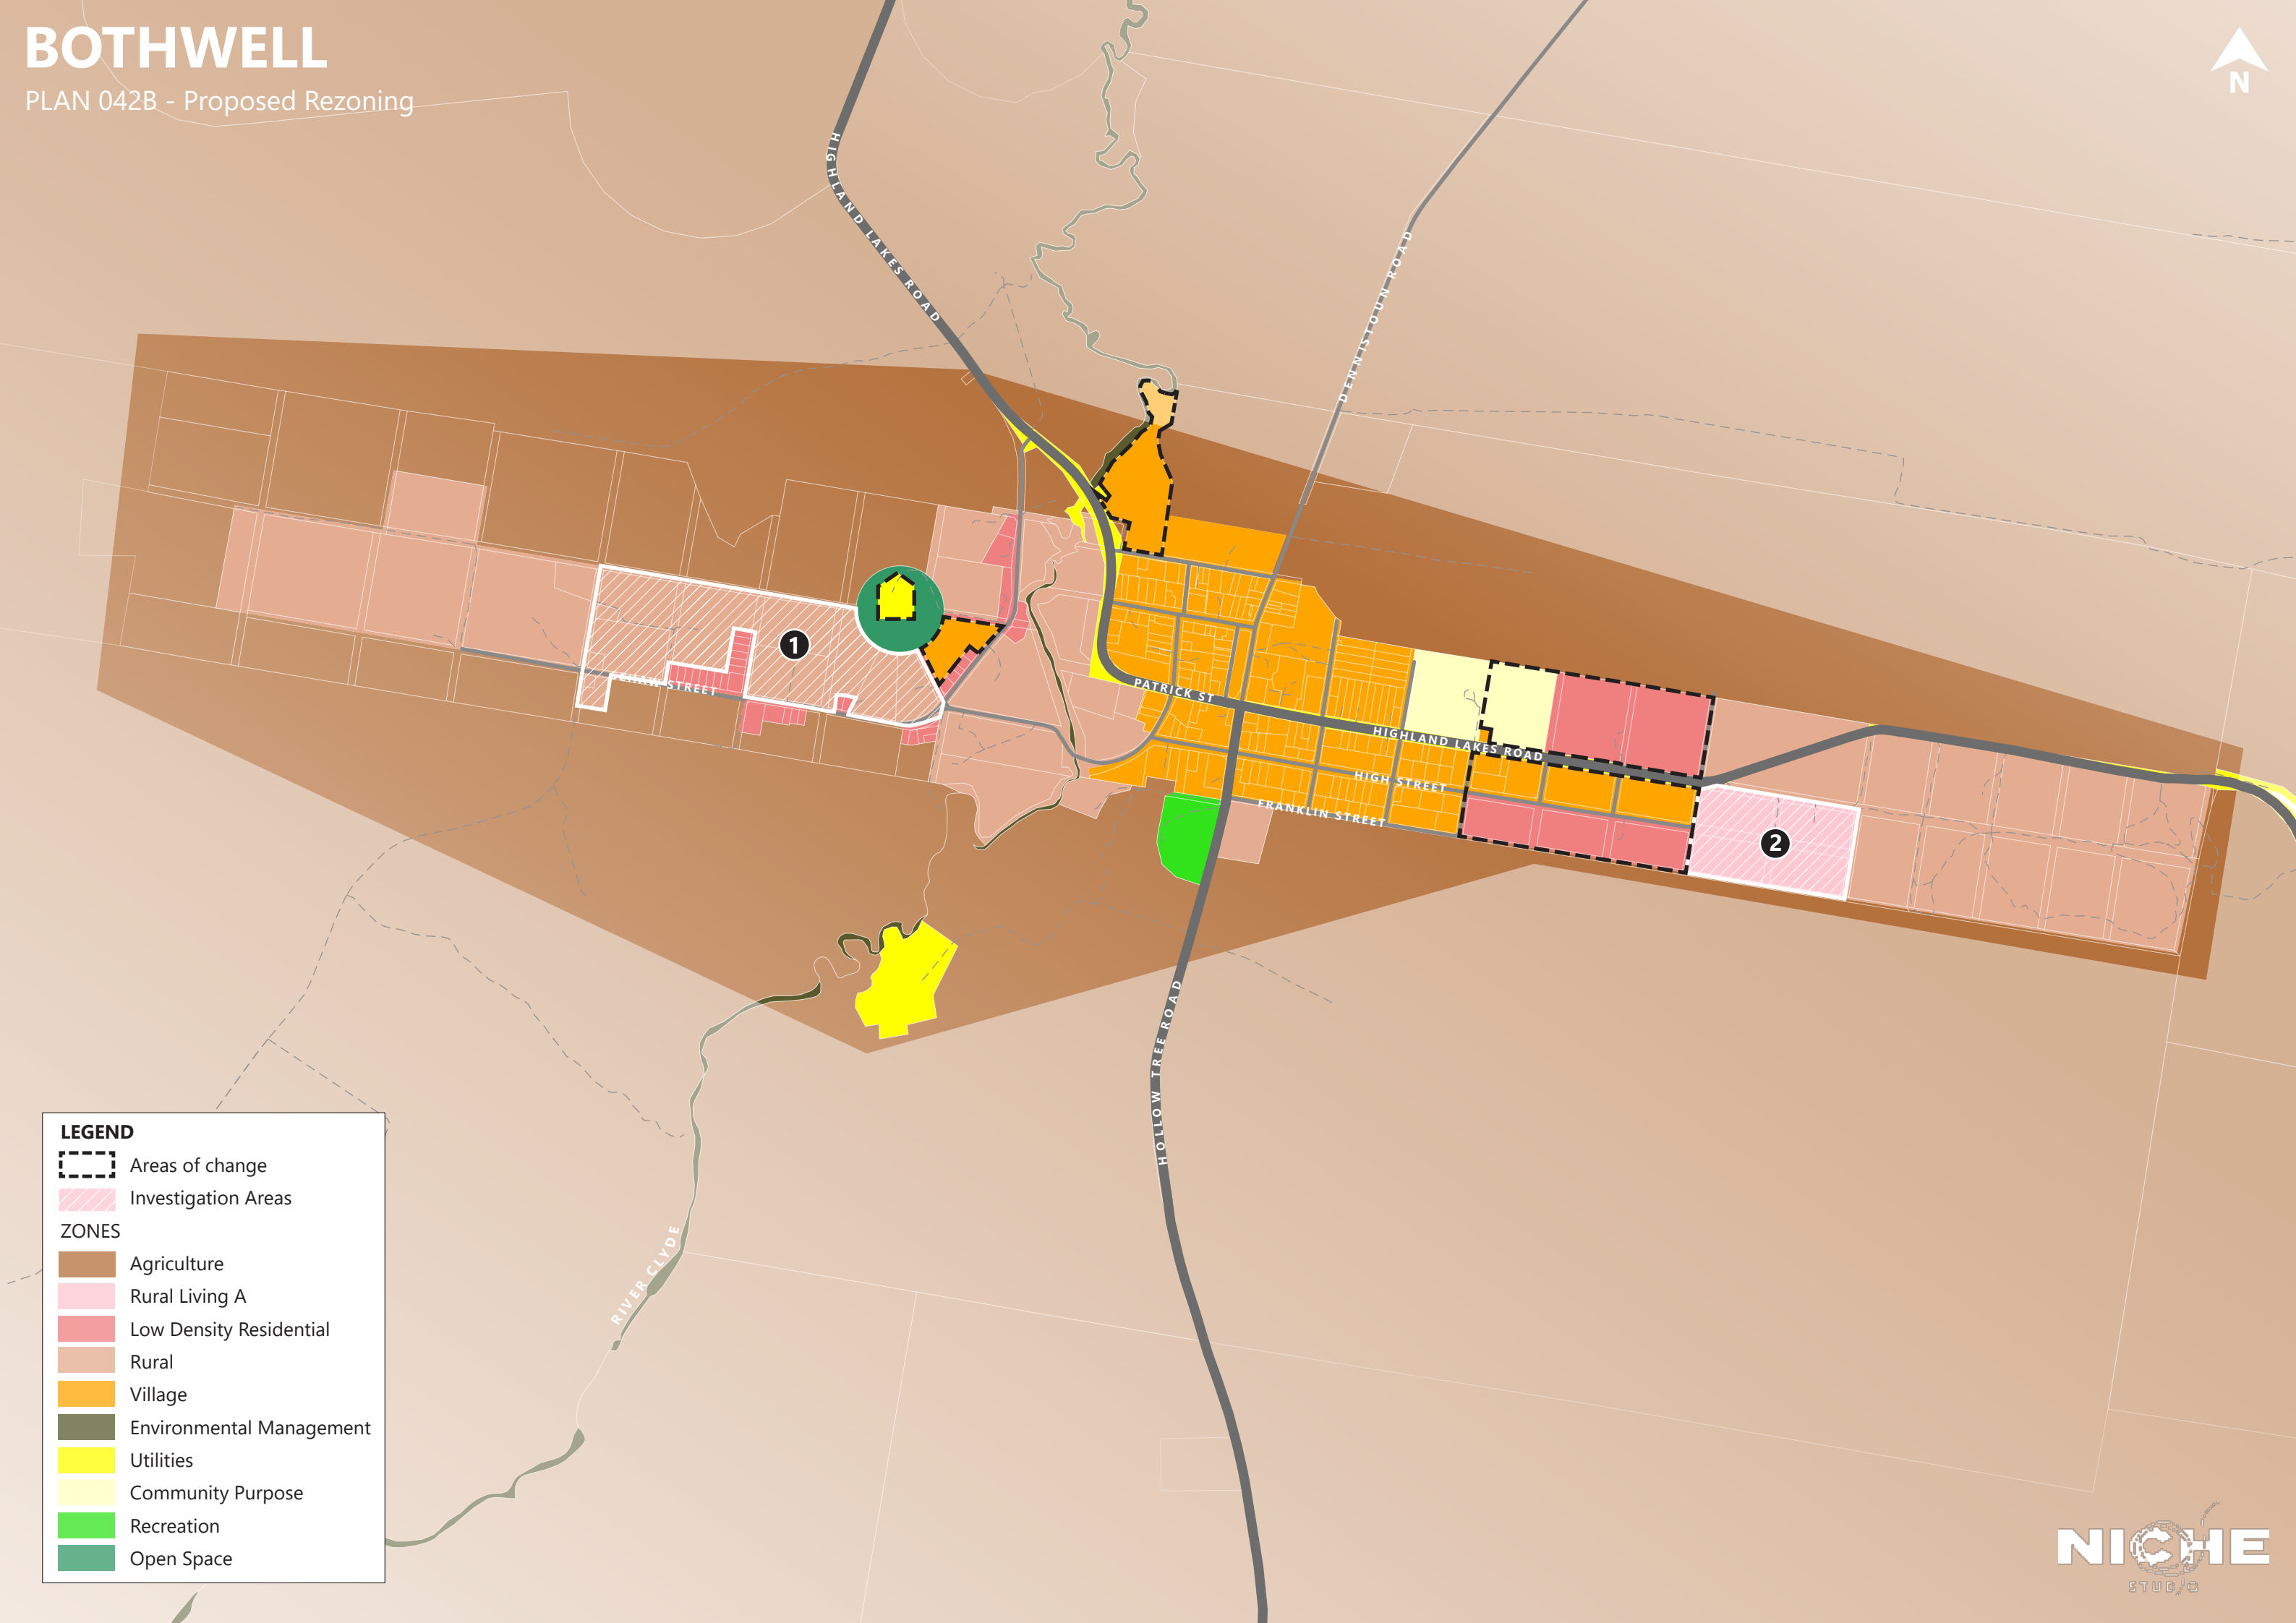 BOTHWELL
PLAN 042B - Proposed Rezoning
N
HIGHLAND LAKES ROAD
DENNISTOUN ROAD
1
SCHAW STREET
PATRICK ST
HIGHLAND LAKES ROAD
HIGH STREET
FRANKLIN STREET
2
HOLLOW TREE ROAD
RIVER CLYDE
LEGEND
Areas of change
Investigation Areas
ZONES
Agriculture
Rural Living A
Low Density Residential
Rural
Village
Environmental Management
Utilities
Community Purpose
Recreation
Open Space
NICHE
STUDIO